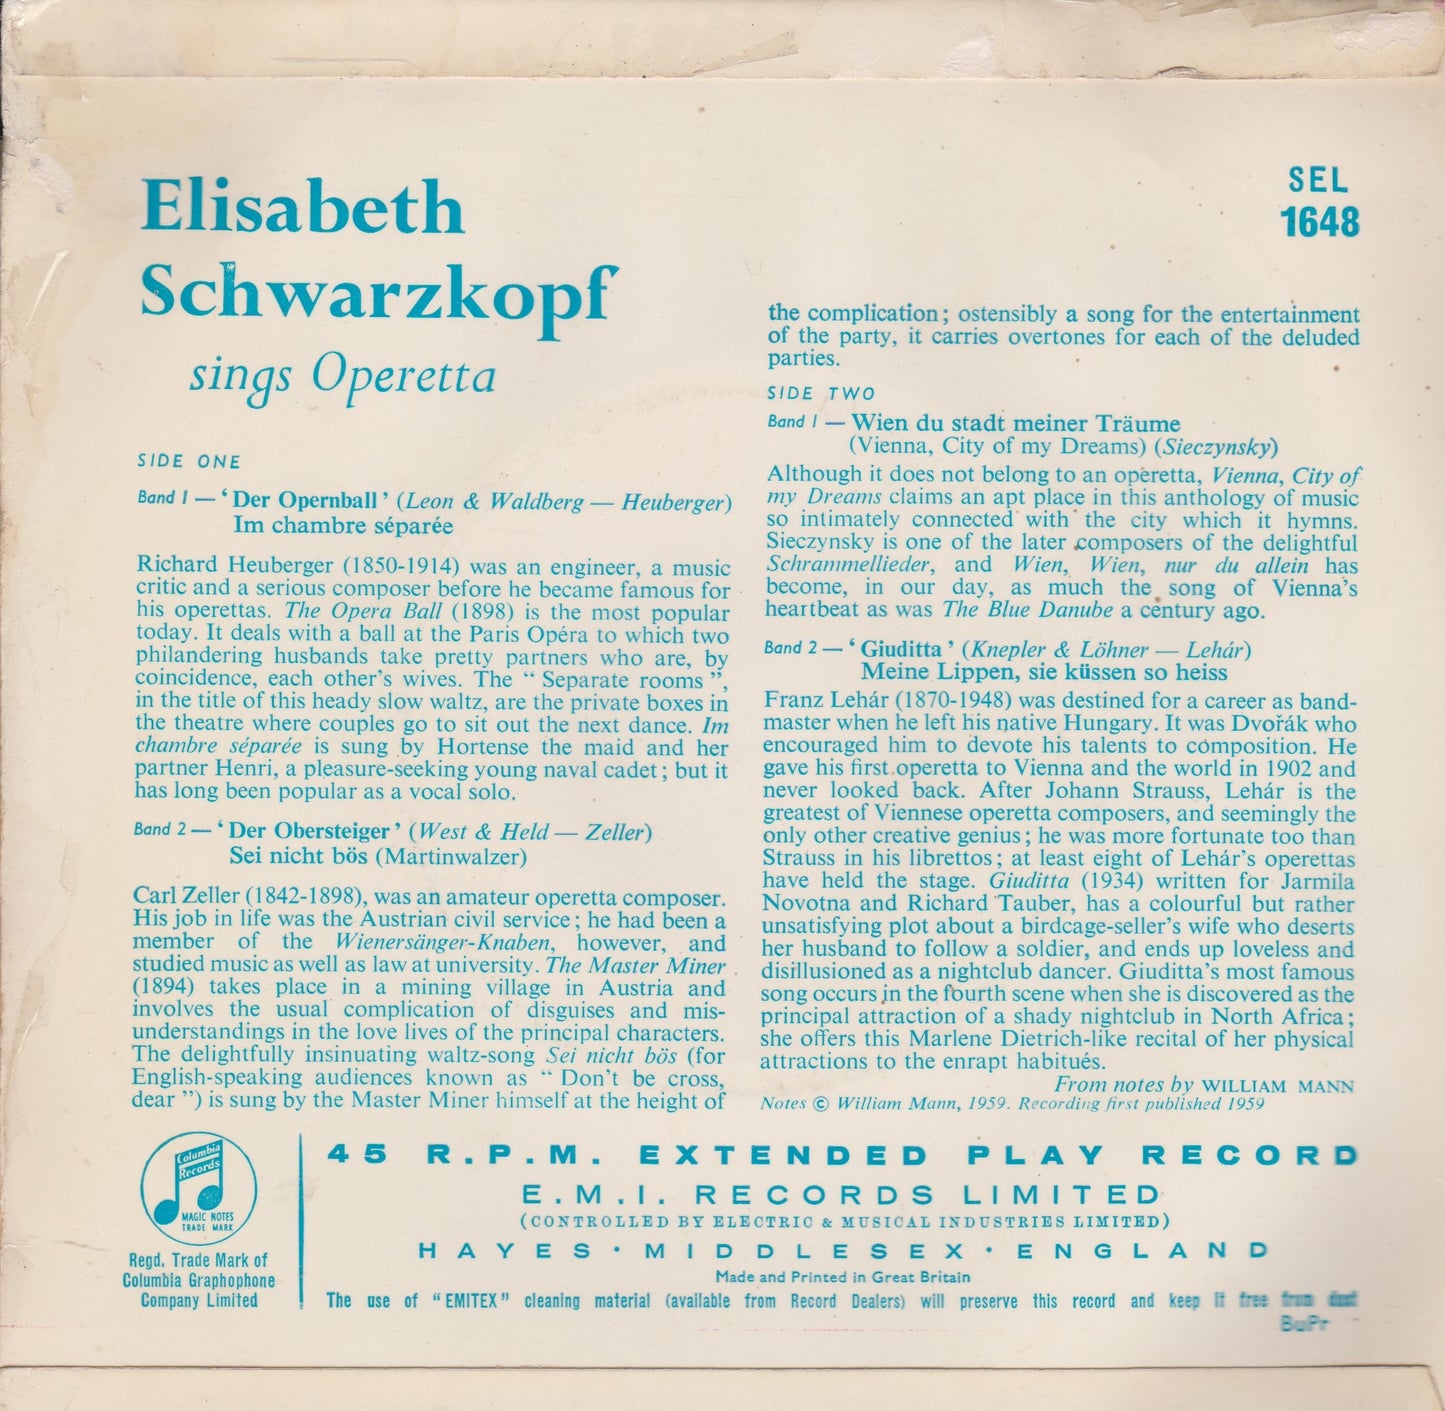 Elisabeth
Schwarzkopf
sings Operetta
SEL
1648
SIDE ONE
Band 1 — ‘ Der Opernball ’ (Leon & Waldberg — Heuberger)
Im chambre séparée
Richard Heuberger (1850-1914) was an engineer, a music
critic and a serious composer before he became famous for
his operettas. The Opera Ball (1898) is the most popular
today. It deals with a ball at the Paris Opéra to which two
philandering husbands take pretty partners who are, by
coincidence, each other’s wives. The “ Separate rooms ”,
in the title of this heady slow waltz, are the private boxes in
the theatre where couples go to sit out the next dance. Im
chambre séparée is sung by Hortense the maid and her
partner Henri, a pleasure-seeking young naval cadet ; but it
has long been popular as a vocal solo.
Band 2 — ‘ Der Obersteiger ’ (West & Held — Zeller)
Sei nicht bös (Martinwalzer)
Carl Zeller (1842-1898), was an amateur operetta composer.
His job in life was the Austrian civil service ; he had been a
member of the Wienersänger-Knaben, however, and
studied music as well as law at university. The Master Miner
(1894) takes place in a mining village in Austria and
involves the usual complication of disguises and mis-
understandings in the love lives of the principal characters.
The delightfully insinuating waltz-song Sei nicht bös (for
English-speaking audiences known as “ Don’t be cross,
dear ”) is sung by the Master Miner himself at the height of
the complication ; ostensibly a song for the entertainment
of the party, it carries overtones for each of the deluded
parties.
SIDE TWO
Band 1 — Wien du stadt meiner Träume
(Vienna, City of my Dreams) (Sieczynsky)
Although it does not belong to an operetta, Vienna, City of
my Dreams claims an apt place in this anthology of music
so intimately connected with the city which it hymns.
Sieczynsky is one of the later composers of the delightful
Schrammellieder, and Wien, Wien, nur du allein has
become, in our day, as much the song of Vienna’s
heartbeat as was The Blue Danube a century ago.
Band 2 — ‘ Giuditta ’ (Knepler & Löhner — Lehár)
Meine Lippen, sie küssen so heiss
Franz Lehár (1870-1948) was destined for a career as band-
master when he left his native Hungary. It was Dvořák who
encouraged him to devote his talents to composition. He
gave his first operetta to Vienna and the world in 1902 and
never looked back. After Johann Strauss, Lehár is the
greatest of Viennese operetta composers, and seemingly the
only other creative genius ; he was more fortunate too than
Strauss in his librettos ; at least eight of Lehár’s operettas
have held the stage. Giuditta (1934) written for Jarmila
Novotna and Richard Tauber, has a colourful but rather
unsatisfying plot about a birdcage-seller’s wife who deserts
her husband to follow a soldier, and ends up loveless and
disillusioned as a nightclub dancer. Giuditta’s most famous
song occurs in the fourth scene when she is discovered as the
principal attraction of a shady nightclub in North Africa ;
she offers this Marlene Dietrich-like recital of her physical
attractions to the enrapt habitués.
From notes by WILLIAM MANN
Notes © William Mann, 1959. Recording first published 1959
Columbia
Records
MAGIC NOTES
TRADE MARK
Regd. Trade Mark of
Columbia Graphophone
Company Limited
45 R.P.M. EXTENDED PLAY RECORD
E.M.I. RECORDS LIMITED
(CONTROLLED BY ELECTRIC & MUSICAL INDUSTRIES LIMITED)
HAYES · MIDDLESEX · ENGLAND
Made and Printed in Great Britain
The use of “EMITEX” cleaning material (available from Record Dealers) will preserve this record and keep it free from dust
BuPr